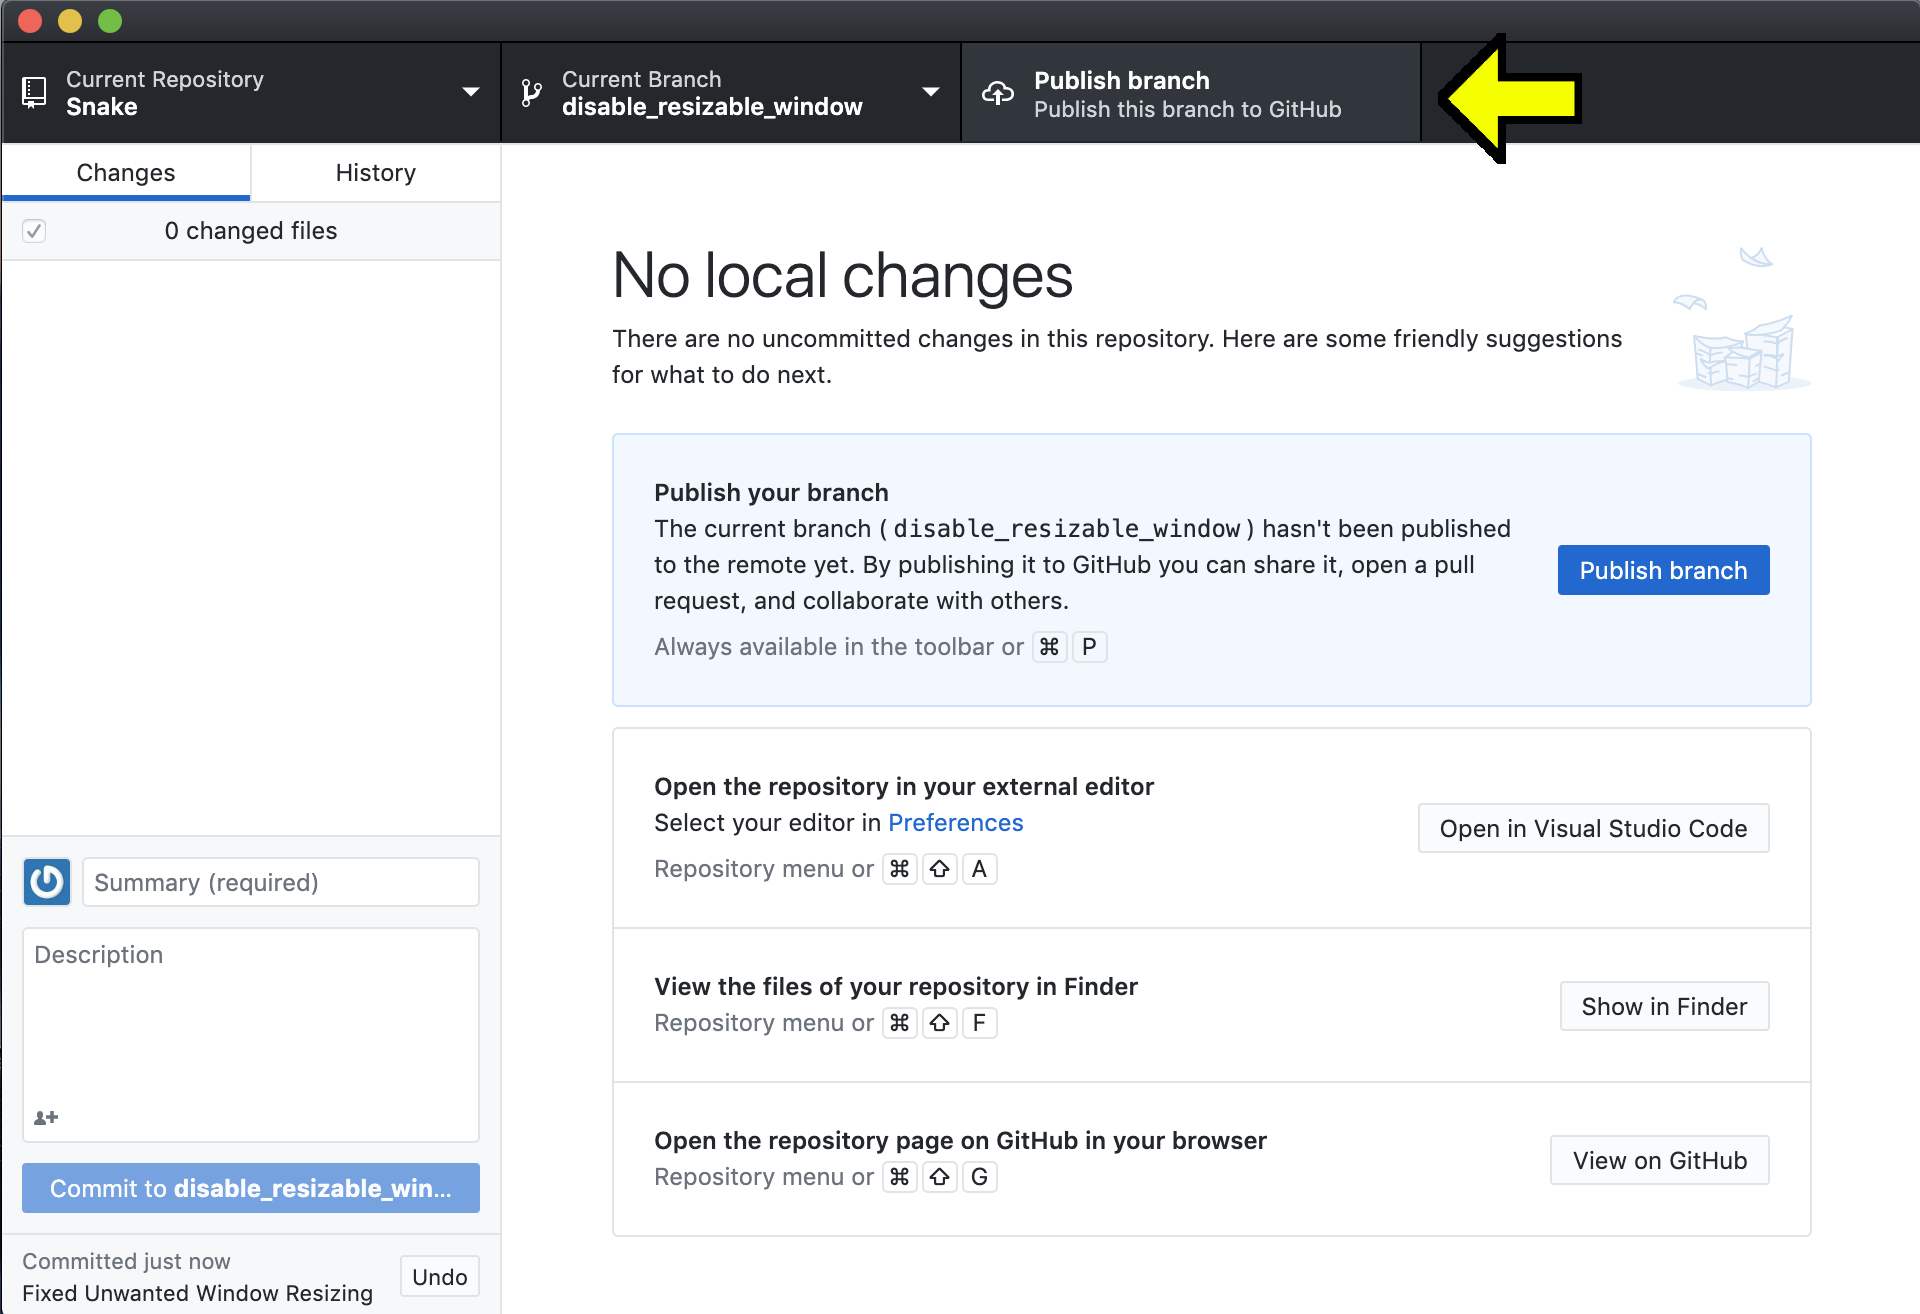 Current Repository
Snake
Current Branch
disable_resizable_window
Publish branch
Publish this branch to GitHub
Changes
History
0 changed files
No local changes
There are no uncommitted changes in this repository. Here are some friendly suggestions
for what to do next.
Publish your branch
The current branch (disable_resizable_window) hasn't been published
to the remote yet. By publishing it to GitHub you can share it, open a pull
request, and collaborate with others.
Always available in the toolbar or ⌘ P
Publish branch
Open the repository in your external editor
Select your editor in Preferences
Repository menu or ⌘ ⇧ A
Open in Visual Studio Code
View the files of your repository in Finder
Repository menu or ⌘ ⇧ F
Show in Finder
Open the repository page on GitHub in your browser
Repository menu or ⌘ ⇧ G
View on GitHub
Summary (required)
Description
Commit to disable_resizable_win...
Committed just now
Fixed Unwanted Window Resizing
Undo